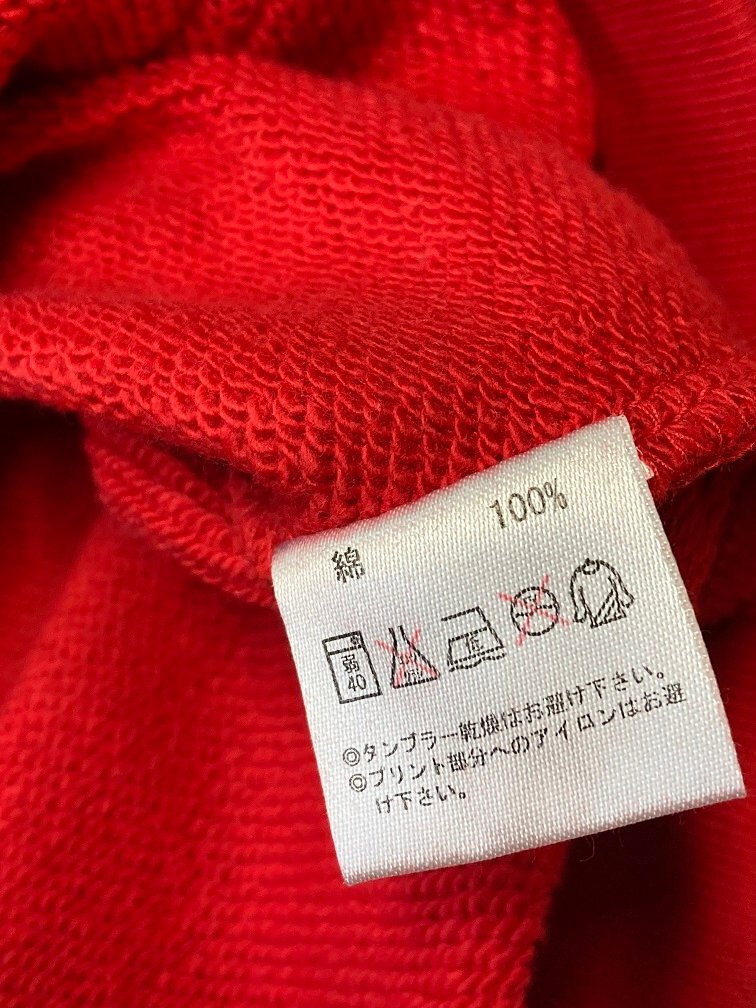 綿 100%
弱
40
◎タンブラー乾燥はお避け下さい。
◎プリント部分へのアイロンはお避
け下さい。